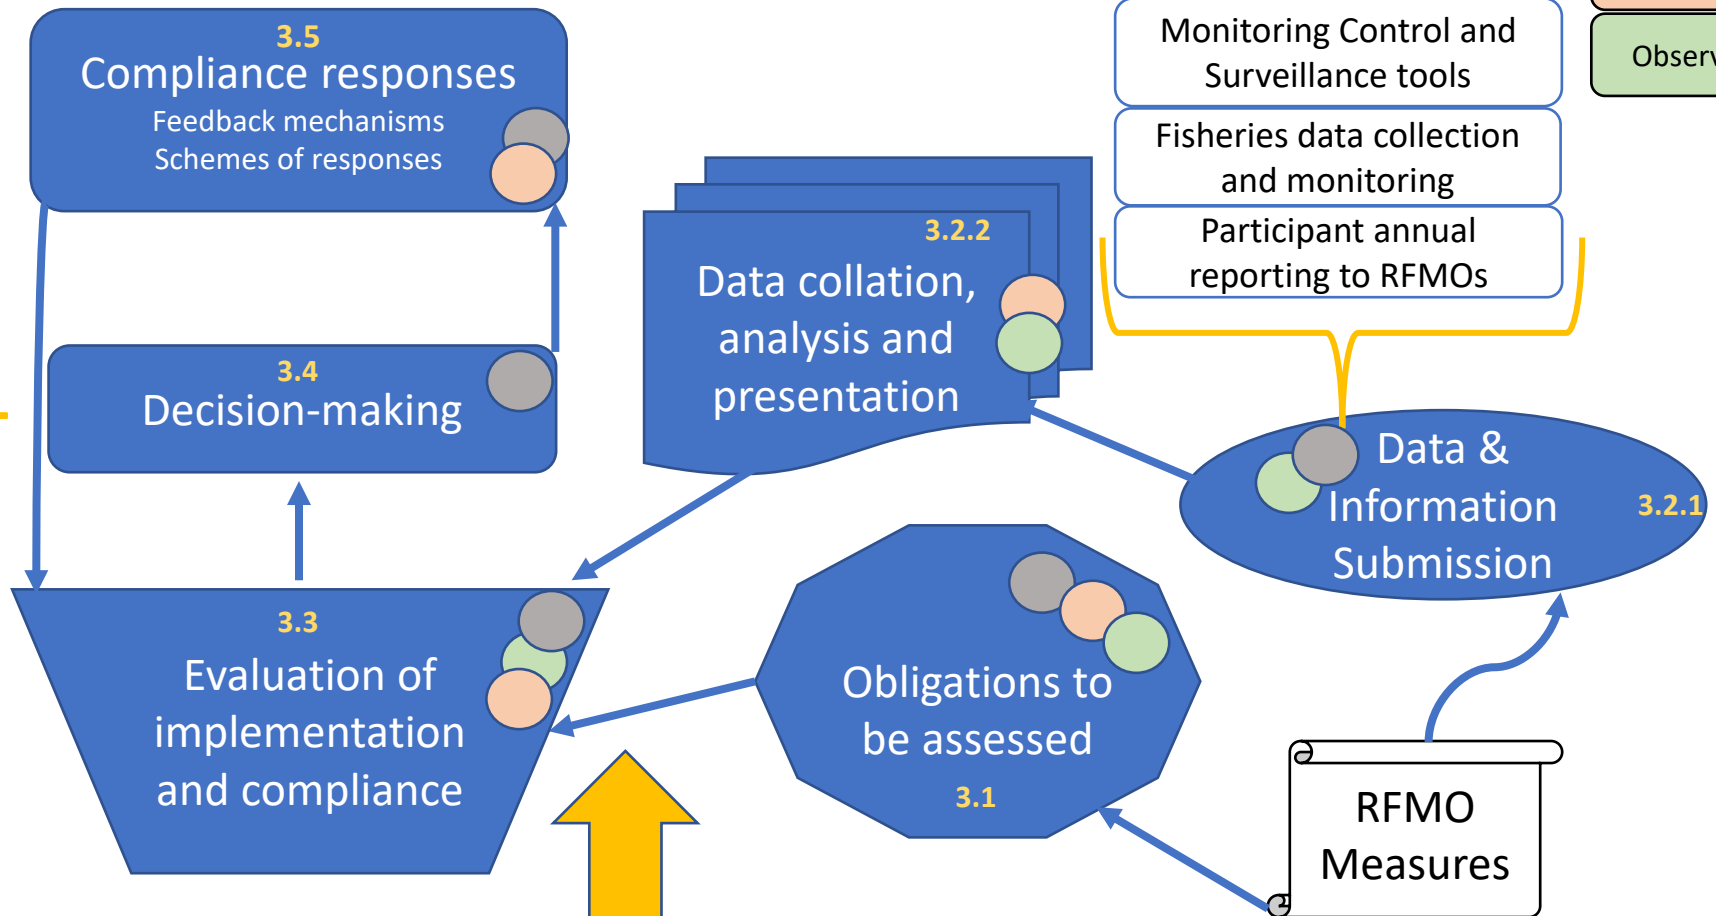 3.5
Compliance responses
Feedback mechanisms
Schemes of responses
Monitoring Control and
Surveillance tools
Fisheries data collection
and monitoring
Participant annual
reporting to RFMOs
3.2.2
Data collation,
analysis and
presentation
3.4
Decision-making
Data &
Information
Submission
3.2.1
3.3
Evaluation of
implementation
and compliance
Obligations to
be assessed
3.1
RFMO
Measures